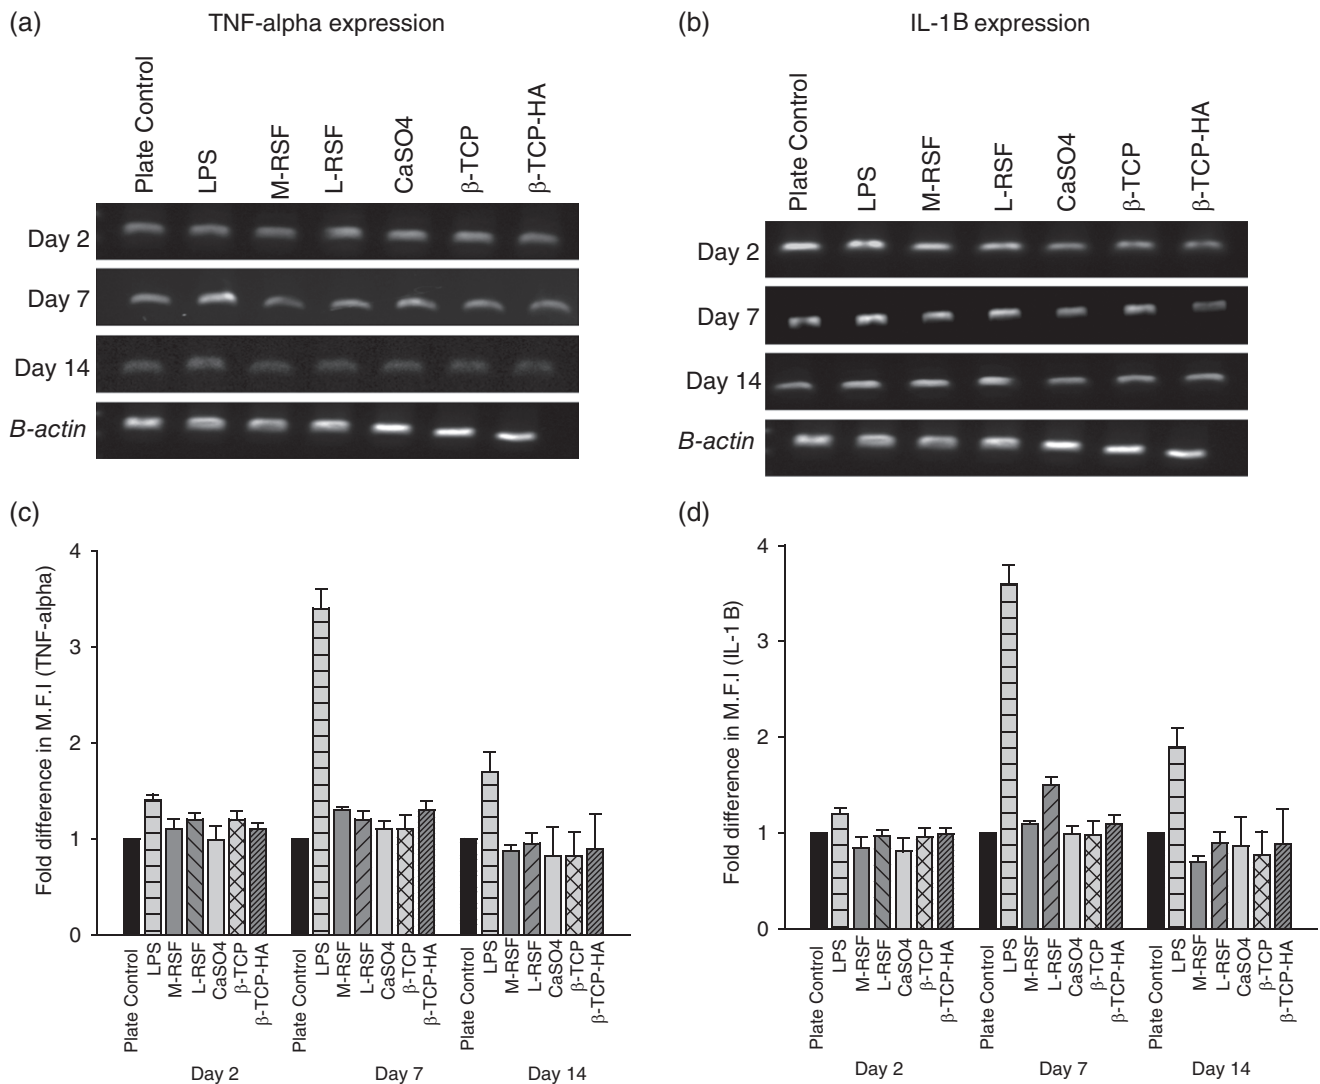 (a)
TNF-alpha expression
Plate Control
LPS
M-RSF
L-RSF
CaSO4
β-TCP
β-TCP-HA
Day 2
Day 7
Day 14
B-actin
(b)
IL-1B expression
Plate Control
LPS
M-RSF
L-RSF
CaSO4
β-TCP
β-TCP-HA
Day 2
Day 7
Day 14
B-actin
(c)
Fold difference in M.F.I (TNF-alpha)
4
3
2
1
0
Plate Control
LPS
M-RSF
L-RSF
CaSO4
β-TCP
β-TCP-HA
Plate Control
LPS
M-RSF
L-RSF
CaSO4
β-TCP
β-TCP-HA
Plate Control
LPS
M-RSF
L-RSF
CaSO4
β-TCP
β-TCP-HA
Day 2
Day 7
Day 14
(d)
Fold difference in M.F.I (IL-1 B)
4
3
2
1
0
Plate Control
LPS
M-RSF
L-RSF
CaSO4
β-TCP
β-TCP-HA
Plate Control
LPS
M-RSF
L-RSF
CaSO4
β-TCP
β-TCP-HA
Plate Control
LPS
M-RSF
L-RSF
CaSO4
β-TCP
β-TCP-HA
Day 2
Day 7
Day 14